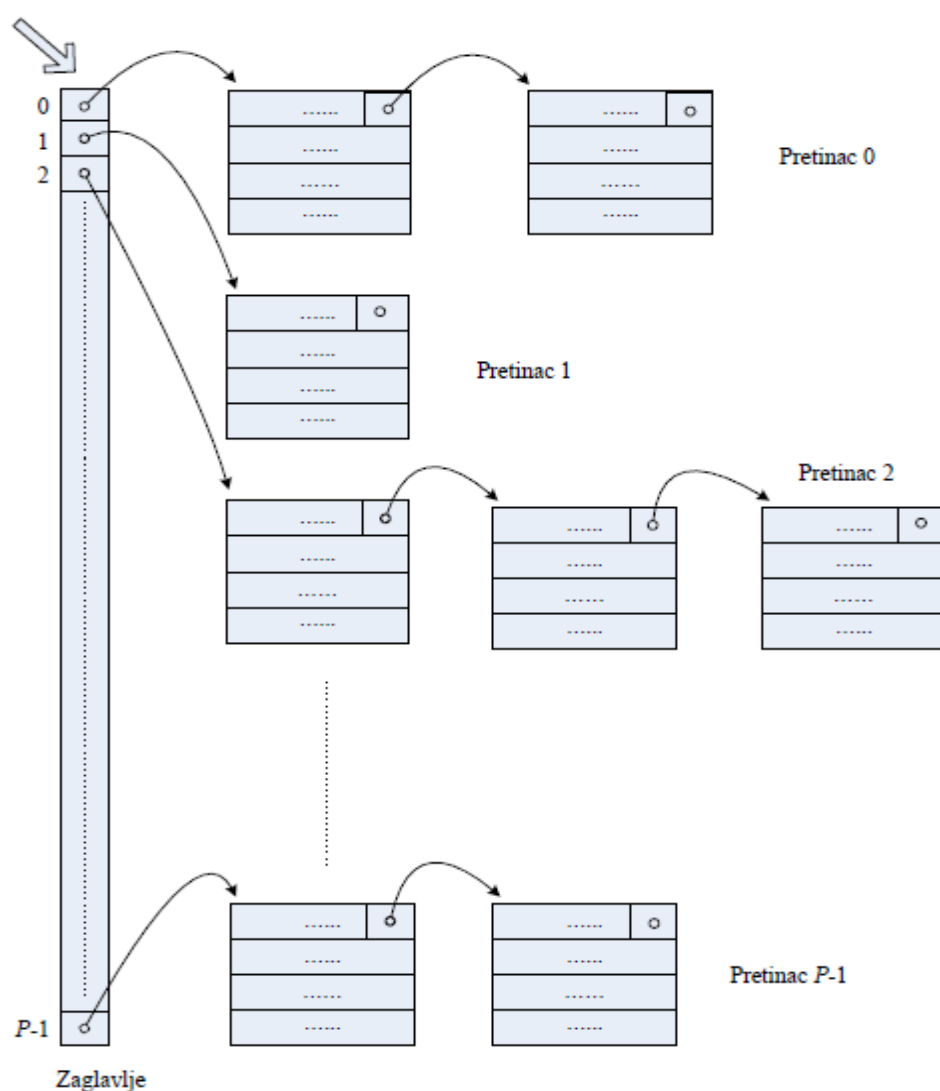 0
1
2
Pretinac 0
Pretinac 1
Pretinac 2
Pretinac P-1
P-1
Zaglavlje